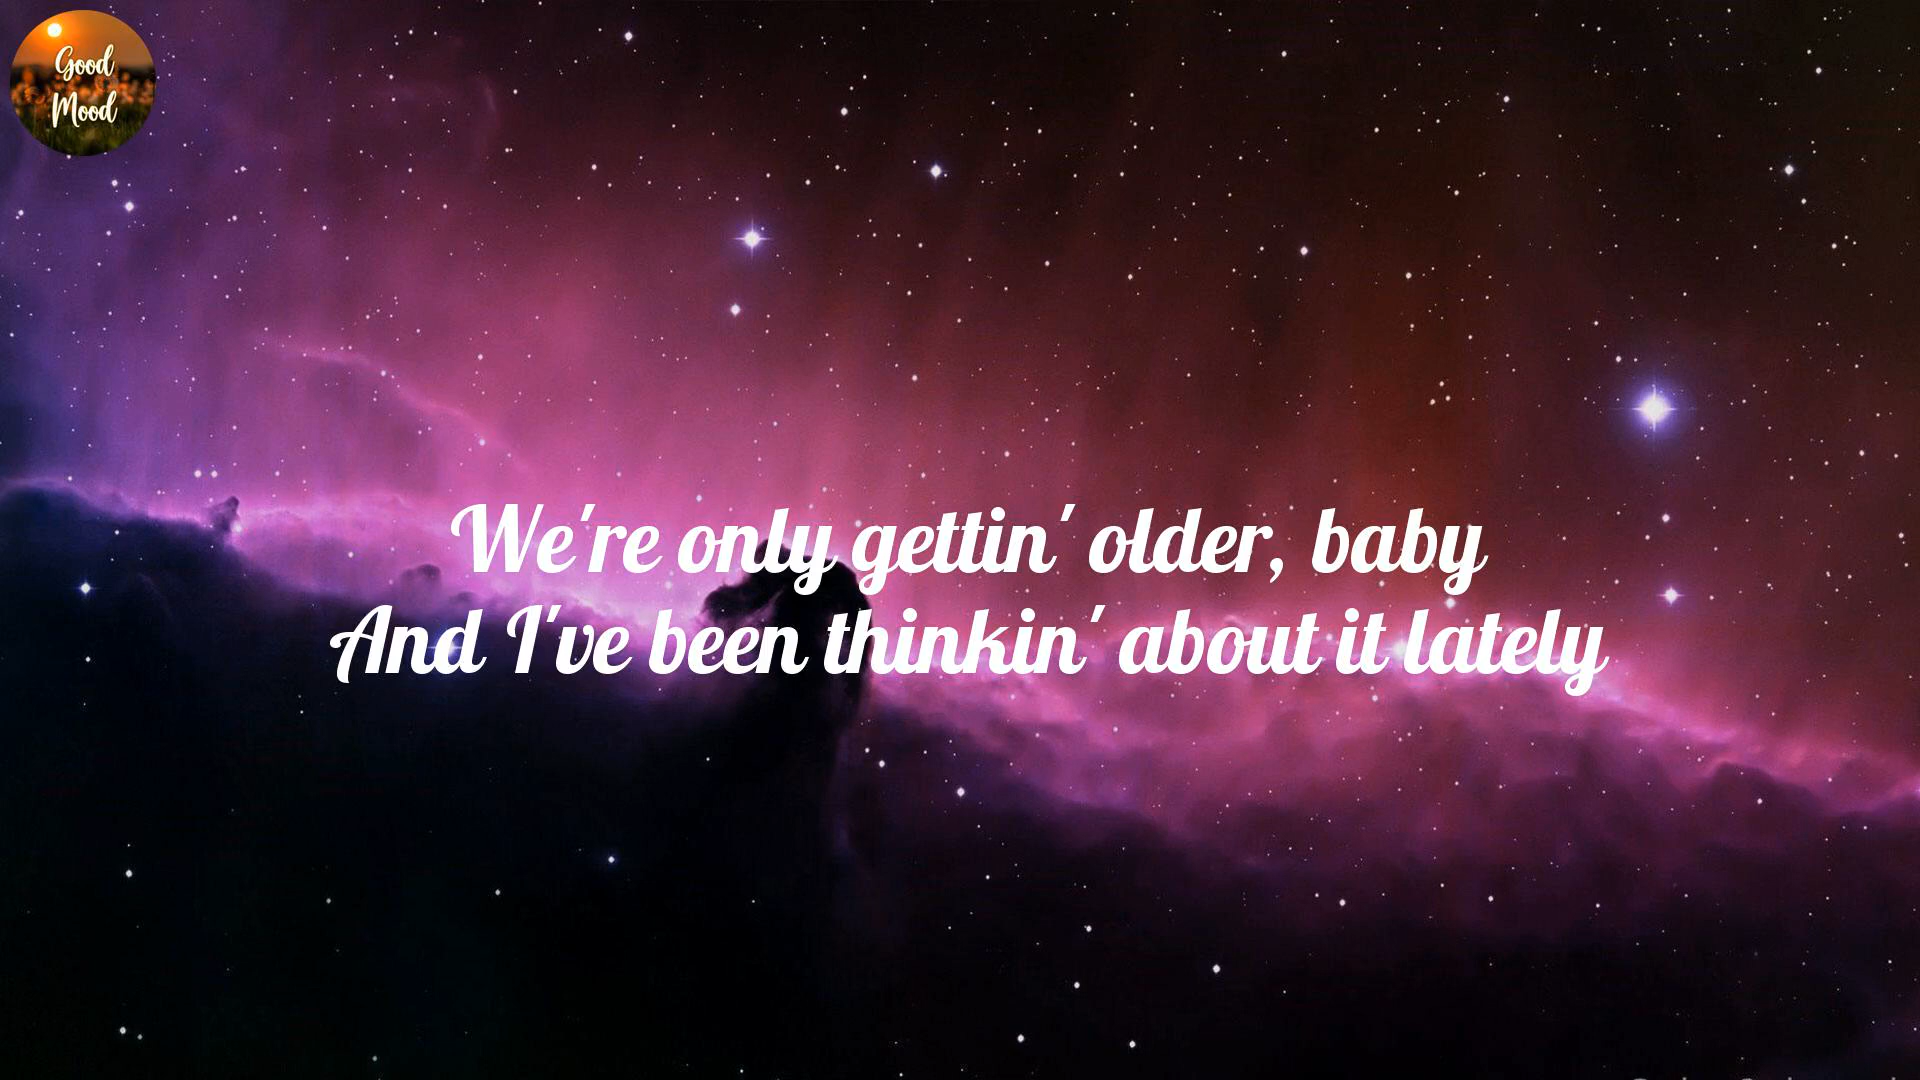 Good
Mood
We're only gettin' older, baby
And I've been thinkin' about it lately